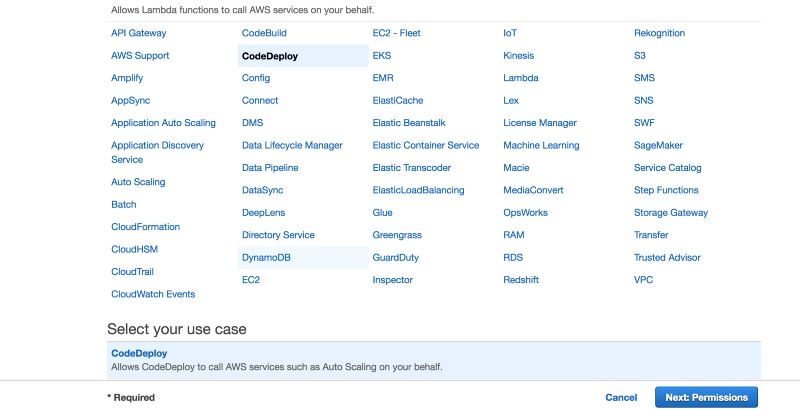 Allows Lambda functions to call AWS services on your behalf.
API Gateway CodeBuild EC2 - Fleet IoT Rekognition
AWS Support CodeDeploy EKS Kinesis S3
Amplify Config EMR Lambda SMS
AppSync Connect ElastiCache Lex SNS
Application Auto Scaling DMS Elastic Beanstalk License Manager SWF
Application Discovery Data Lifecycle Manager Elastic Container Service Machine Learning SageMaker
Service
Data Pipeline Elastic Transcoder Macie Service Catalog
Auto Scaling DataSync ElasticLoadBalancing MediaConvert Step Functions
Batch DeepLens Glue OpsWorks Storage Gateway
CloudFormation Directory Service Greengrass RAM Transfer
CloudHSM DynamoDB GuardDuty RDS Trusted Advisor
CloudTrail EC2 Inspector Redshift VPC
CloudWatch Events
Select your use case
CodeDeploy
Allows CodeDeploy to call AWS services such as Auto Scaling on your behalf.
* Required Cancel Next: Permissions